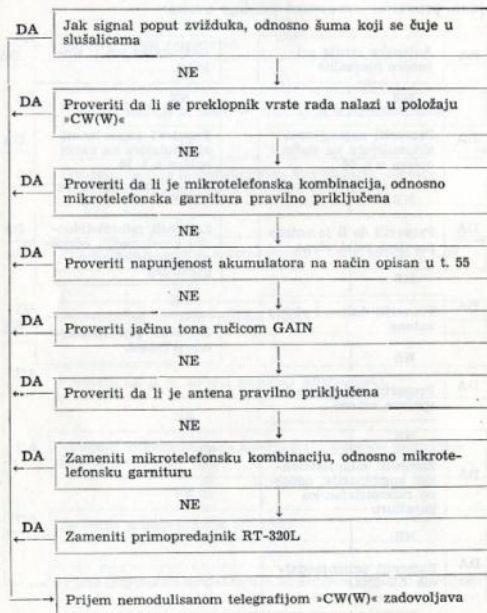 DA
Jak signal poput zvižduka, odnosno šuma koji se čuje u
slušalicama
NE
DA
Proveriti da li se preklopnik vrste rada nalazi u položaju
»CW(W)«
NE
DA
Proveriti da li je mikrotelefonska kombinacija, odnosno
mikrotelefonska garnitura pravilno priključena
NE
DA
Proveriti napunjenost akumulatora na način opisan u t. 55
NE
DA
Proveriti jačinu tona ručicom GAIN
NE
DA
Proveriti da li je antena pravilno priključena
NE
DA
Zameniti mikrotelefonsku kombinaciju, odnosno mikrote-
lefonsku garnituru
NE
DA
Zameniti primopredajnik RT-320L
Prijem nemodulisanom telegrafijom »CW(W)« zadovoljava